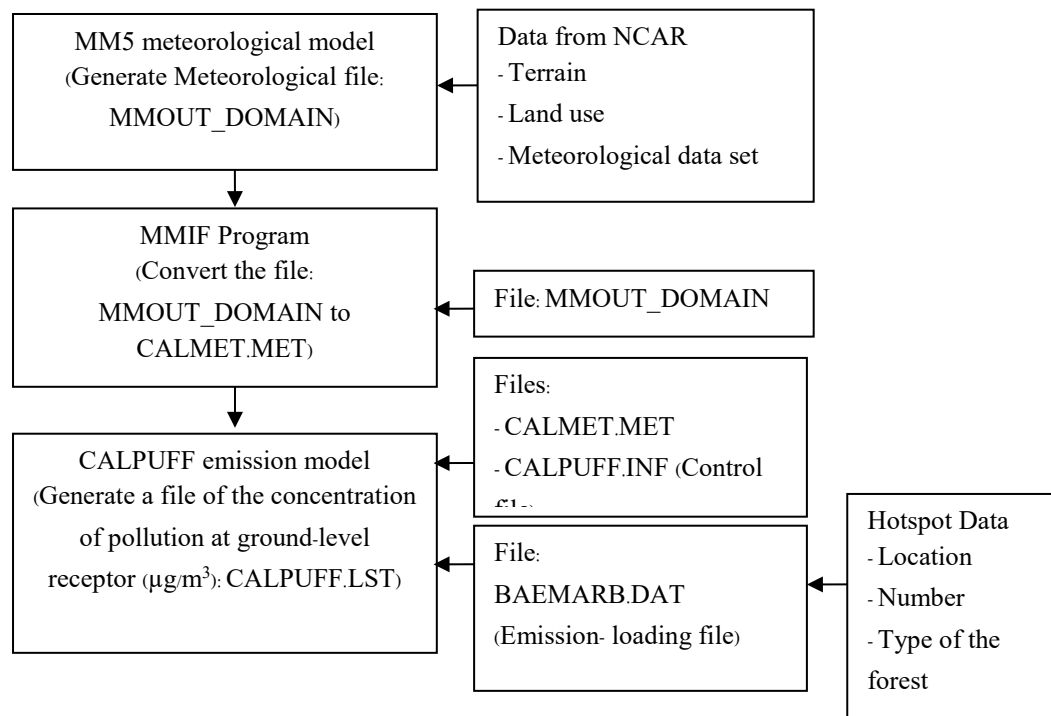 MM5 meteorological model
(Generate Meteorological file:
MMOUT_DOMAIN)
Data from NCAR
- Terrain
- Land use
- Meteorological data set
MMIF Program
(Convert the file:
MMOUT_DOMAIN to
CALMET.MET)
File: MMOUT_DOMAIN
Files:
- CALMET.MET
- CALPUFF.INF (Control
file)
CALPUFF emission model
(Generate a file of the concentration
of pollution at ground-level
receptor (µg/m³): CALPUFF.LST)
File:
BAEMARB.DAT
(Emission- loading file)
Hotspot Data
- Location
- Number
- Type of the
forest